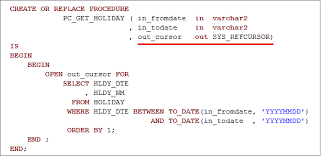 CREATE OR REPLACE PROCEDURE
PC_GET_HOLIDAY ( in_fromdate in varchar2
, in_todate in varchar2
, out_cursor out SYS_REFCURSOR)
IS
BEGIN
BEGIN
OPEN out_cursor FOR
SELECT HLDY_DTE
, HLDY_NM
FROM HOLIDAY
WHERE HLDY_DTE BETWEEN TO_DATE(in_fromdate, 'YYYYMMDD')
AND TO_DATE(in_todate , 'YYYYMMDD')
ORDER BY 1;
END ;
END;